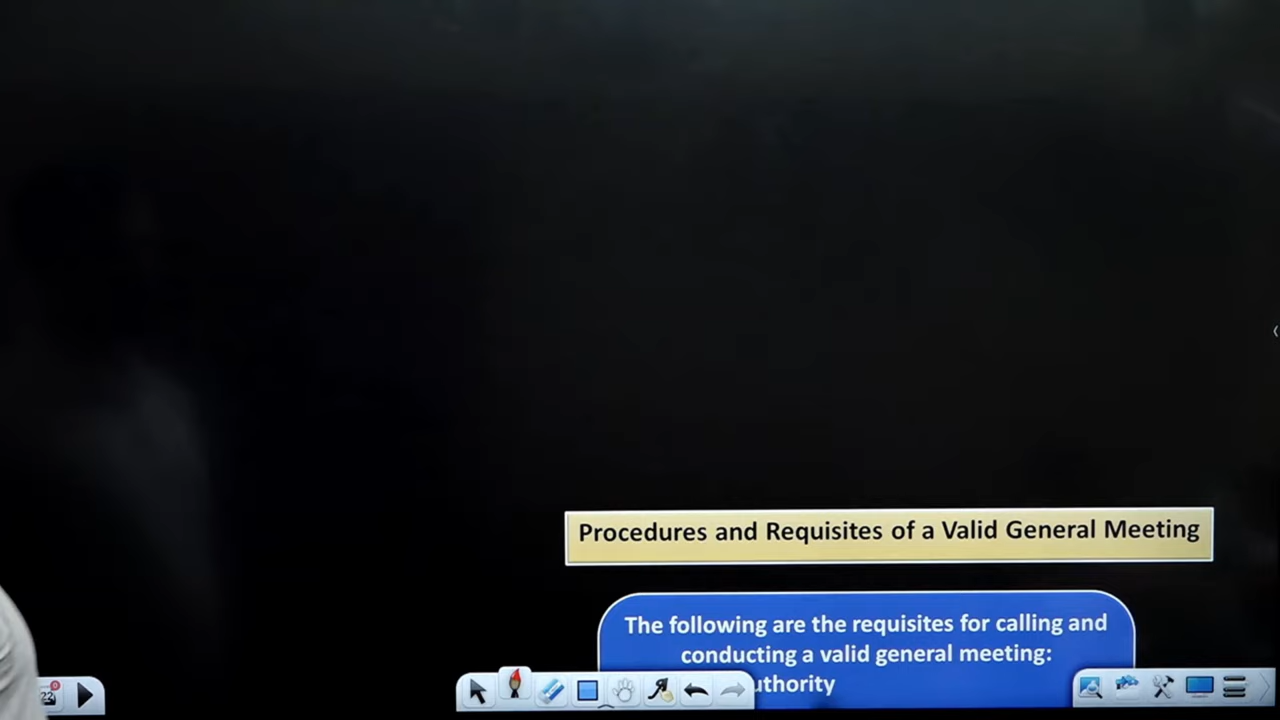 Procedures and Requisites of a Valid General Meeting
The following are the requisites for calling and
conducting a valid general meeting:
uthority
22